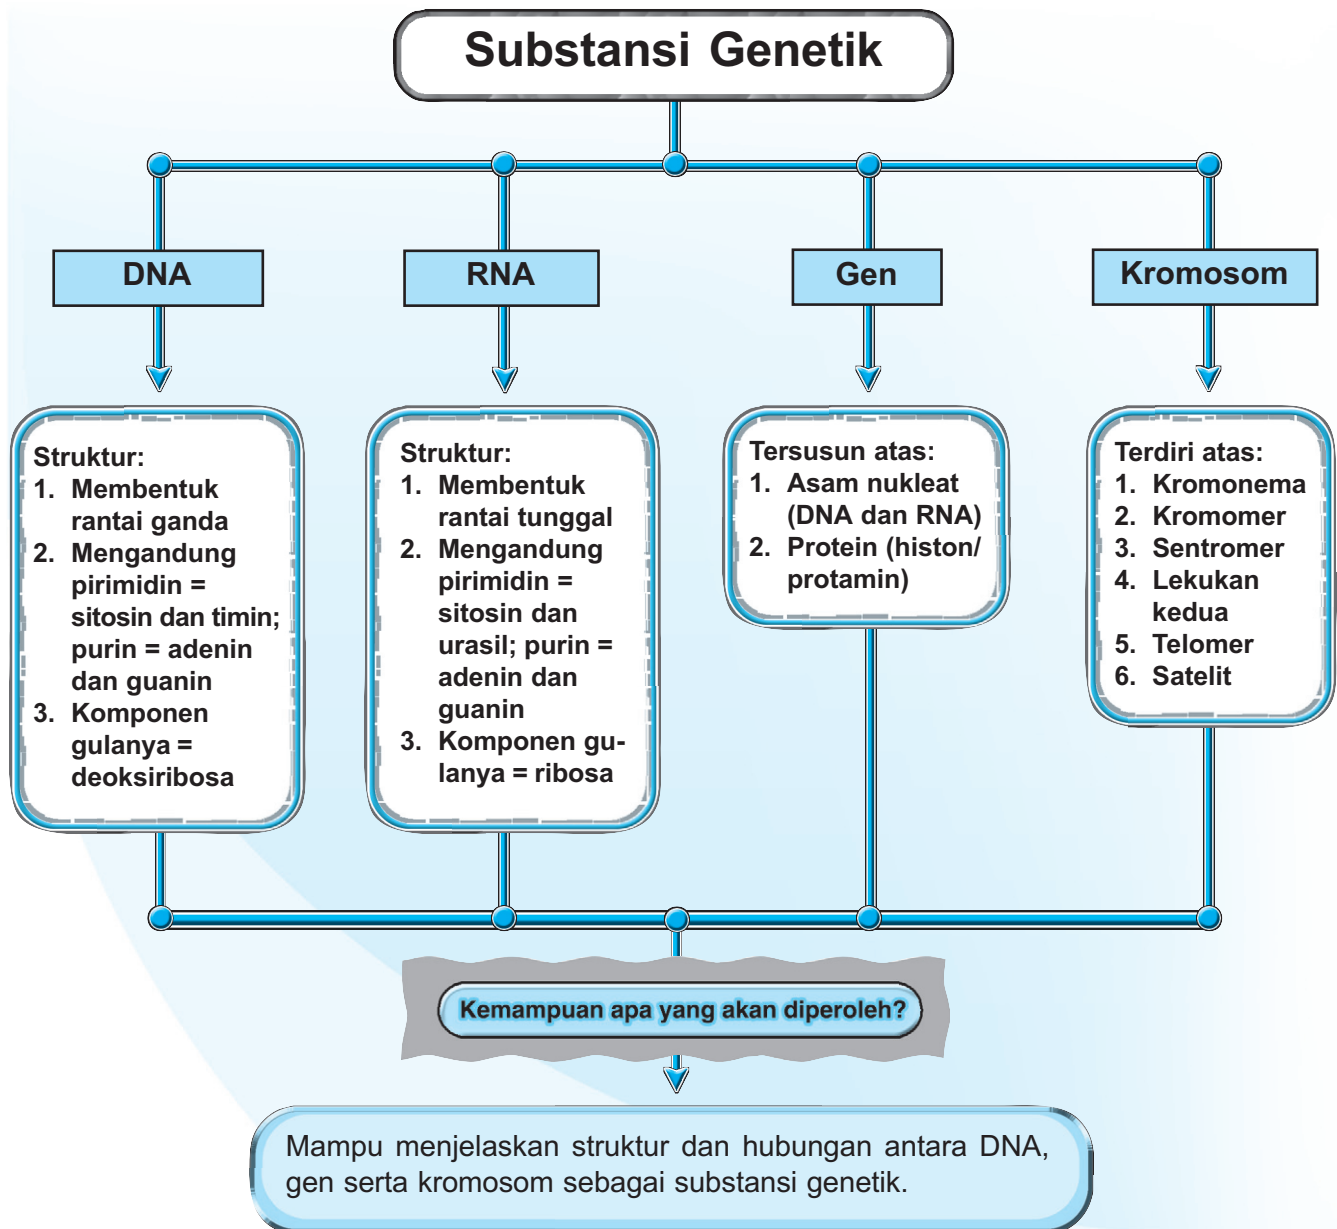 Substansi Genetik
DNA
RNA
Gen
Kromosom
Struktur:
1. Membentuk
rantai ganda
2. Mengandung
pirimidin =
sitosin dan timin;
purin = adenin
dan guanin
3. Komponen
gulanya =
deoksiribosa
Struktur:
1. Membentuk
rantai tunggal
2. Mengandung
pirimidin =
sitosin dan
urasil; purin =
adenin dan
guanin
3. Komponen gu-
lanya = ribosa
Tersusun atas:
1. Asam nukleat
(DNA dan RNA)
2. Protein (histon/
protamin)
Terdiri atas:
1. Kromonema
2. Kromomer
3. Sentromer
4. Lekukan
kedua
5. Telomer
6. Satelit
Kemampuan apa yang akan diperoleh?
Mampu menjelaskan struktur dan hubungan antara DNA,
gen serta kromosom sebagai substansi genetik.